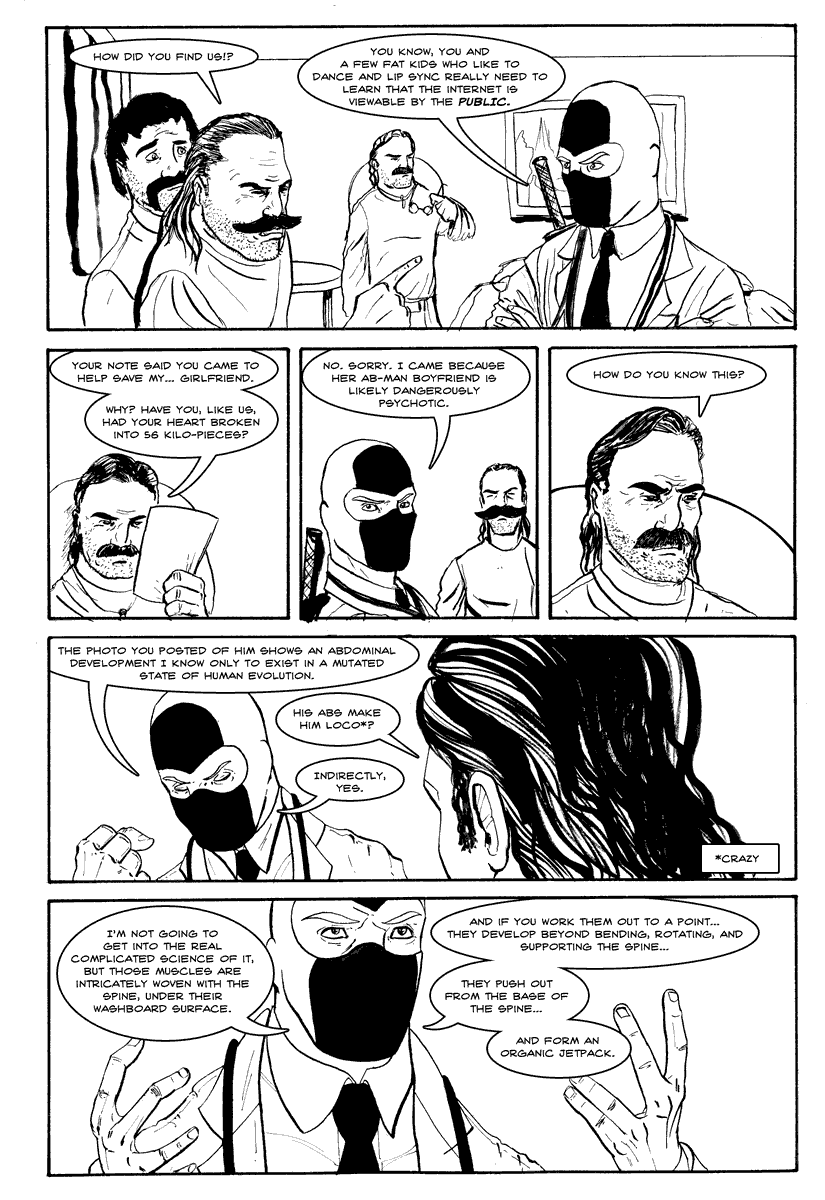 HOW DID YOU FIND US!?
YOU KNOW, YOU AND
A FEW FAT KIDS WHO LIKE TO
DANCE AND LIP SYNC REALLY NEED TO
LEARN THAT THE INTERNET IS
VIEWABLE BY THE PUBLIC.
YOUR NOTE SAID YOU CAME TO
HELP SAVE MY... GIRLFRIEND.
WHY? HAVE YOU, LIKE US,
HAD YOUR HEART BROKEN
INTO 56 KILO-PIECES?
NO. SORRY. I CAME BECAUSE
HER AB-MAN BOYFRIEND IS
LIKELY DANGEROUSLY
PSYCHOTIC.
HOW DO YOU KNOW THIS?
THE PHOTO YOU POSTED OF HIM SHOWS AN ABDOMINAL
DEVELOPMENT I KNOW ONLY TO EXIST IN A MUTATED
STATE OF HUMAN EVOLUTION.
HIS ABS MAKE
HIM LOCO*?
INDIRECTLY,
YES.
*CRAZY
I'M NOT GOING TO
GET INTO THE REAL
COMPLICATED SCIENCE OF IT,
BUT THOSE MUSCLES ARE
INTRICATELY WOVEN WITH THE
SPINE, UNDER THEIR
WASHBOARD SURFACE.
AND IF YOU WORK THEM OUT TO A POINT...
THEY DEVELOP BEYOND BENDING, ROTATING, AND
SUPPORTING THE SPINE...
THEY PUSH OUT
FROM THE BASE OF
THE SPINE...
AND FORM AN
ORGANIC JETPACK.